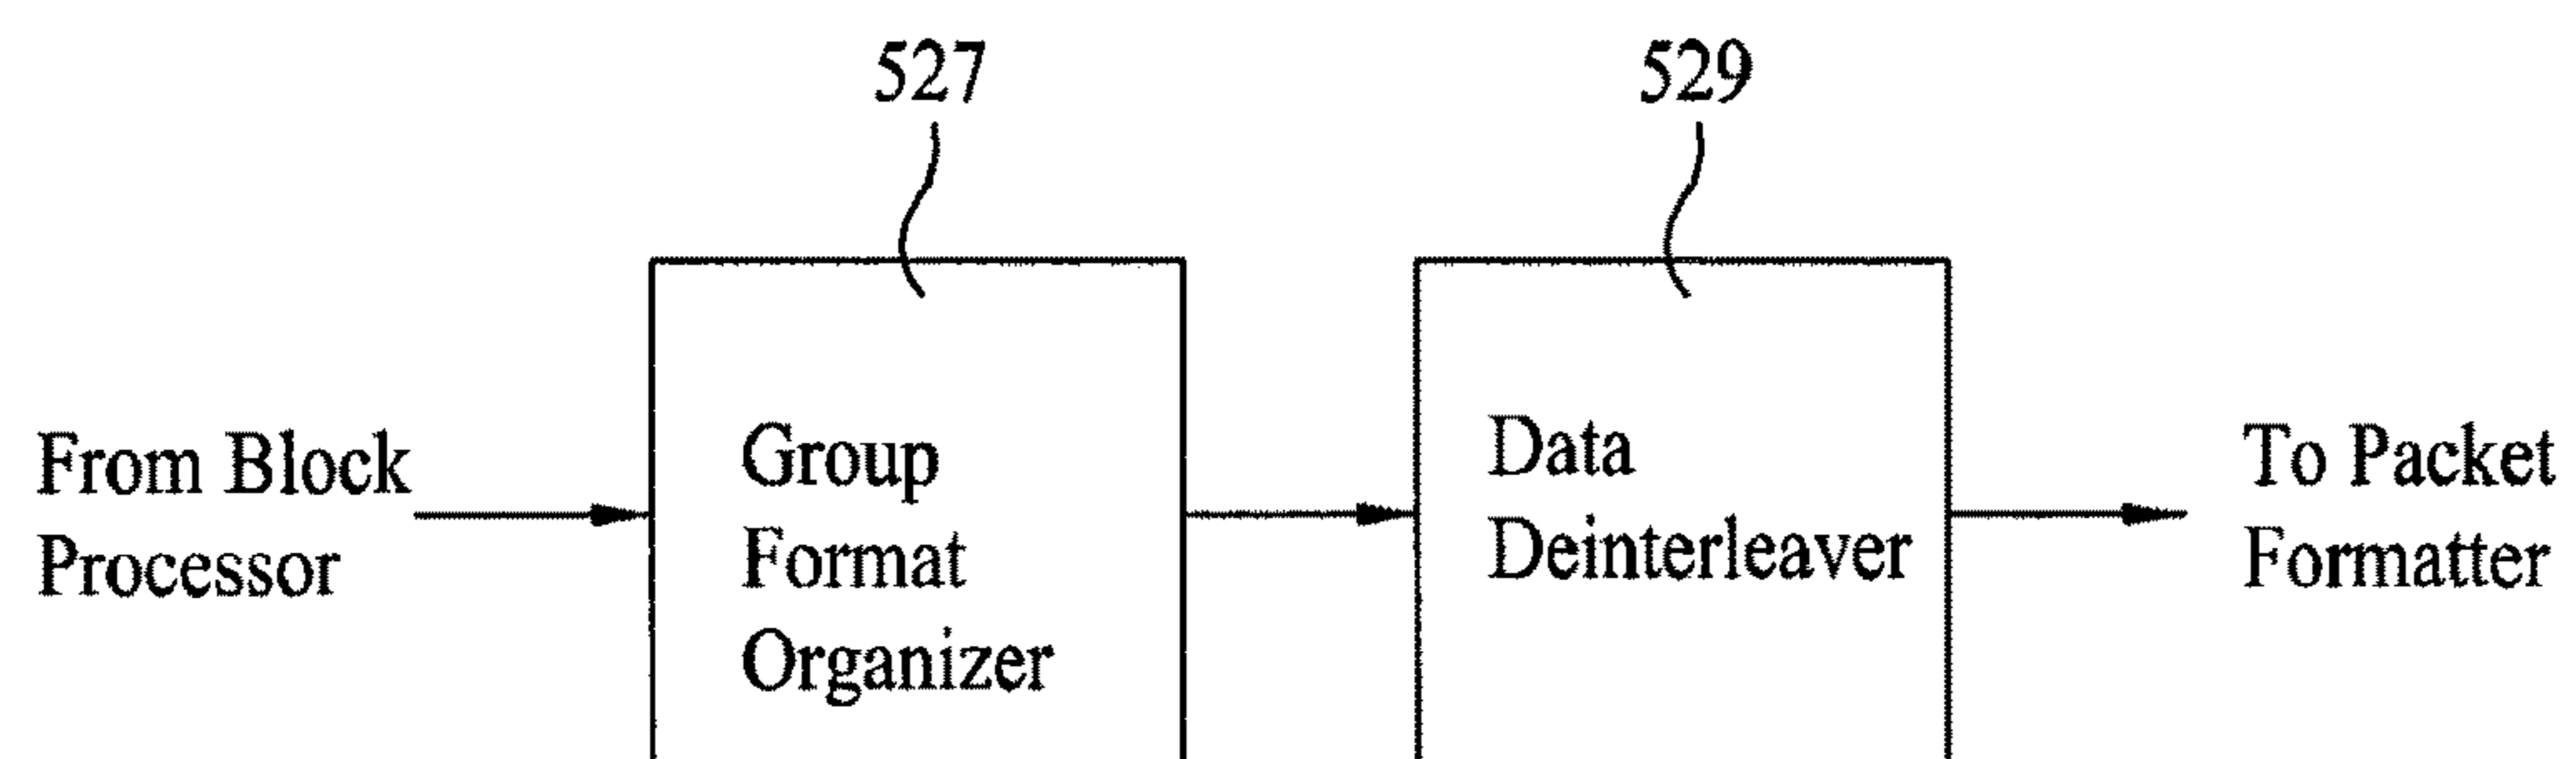 527
529
From Block
Processor
Group
Format
Organizer
Data
Deinterleaver
To Packet
Formatter